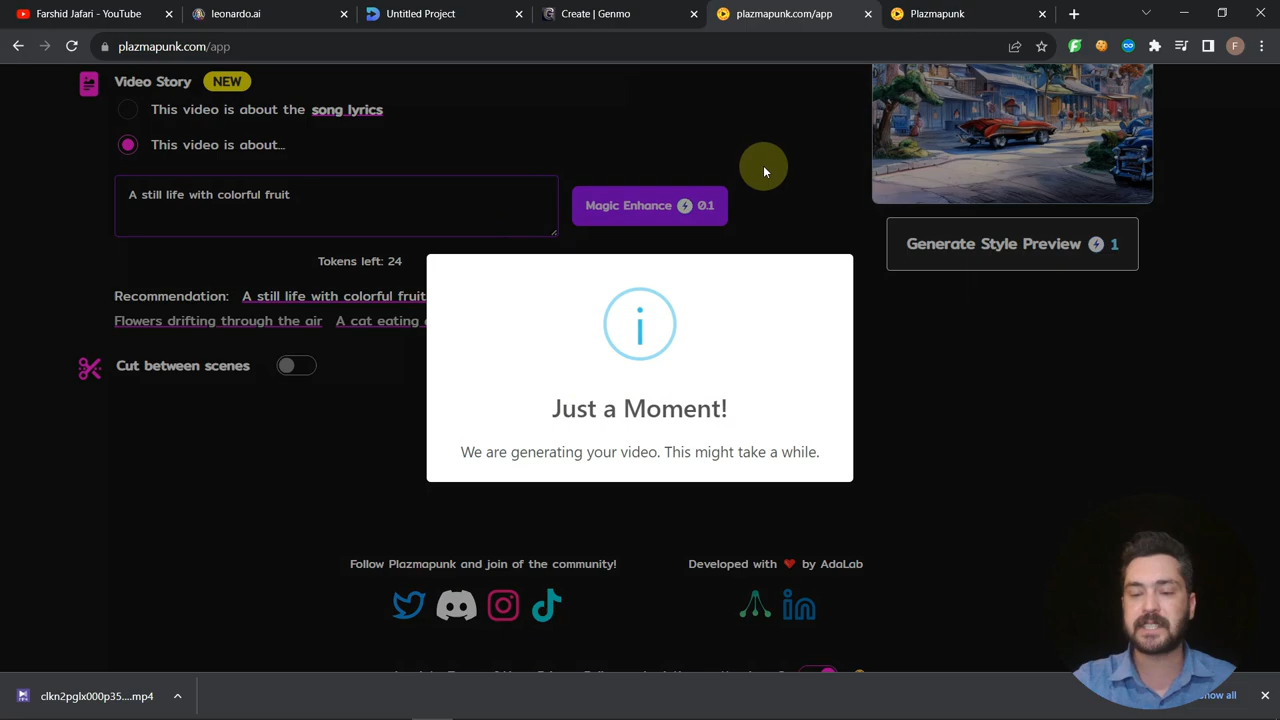 Farshid Jafari - YouTube
leonardo.ai
Untitled Project
Create | Genmo
plazmapunk.com/app
Plazmapunk
plazmapunk.com/app
F
Video Story NEW
This video is about the song lyrics
This video is about...
A still life with colorful fruit
Magic Enhance 0.1
Tokens left: 24
Generate Style Preview 1
Recommendation: A still life with colorful fruit
Flowers drifting through the air A cat eating
Cut between scenes
i
Just a Moment!
We are generating your video. This might take a while.
Follow Plazmapunk and join of the community!
Developed with ❤ by AdaLab
in
clkn2pglx000p35....mp4
Show all